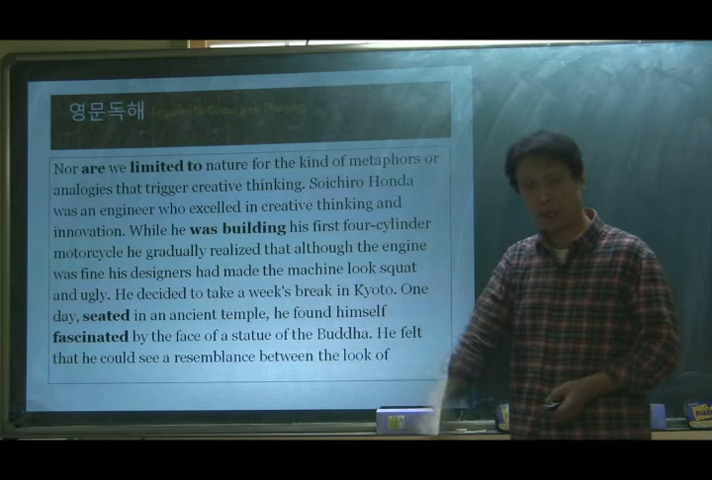 영문독해 Reading & Guess and Phrasing
Nor are we limited to nature for the kind of metaphors or
analogies that trigger creative thinking. Soichiro Honda
was an engineer who excelled in creative thinking and
innovation. While he was building his first four-cylinder
motorcycle he gradually realized that although the engine
was fine his designers had made the machine look squat
and ugly. He decided to take a week's break in Kyoto. One
day, seated in an ancient temple, he found himself
fascinated by the face of a statue of the Buddha. He felt
that he could see a resemblance between the look of